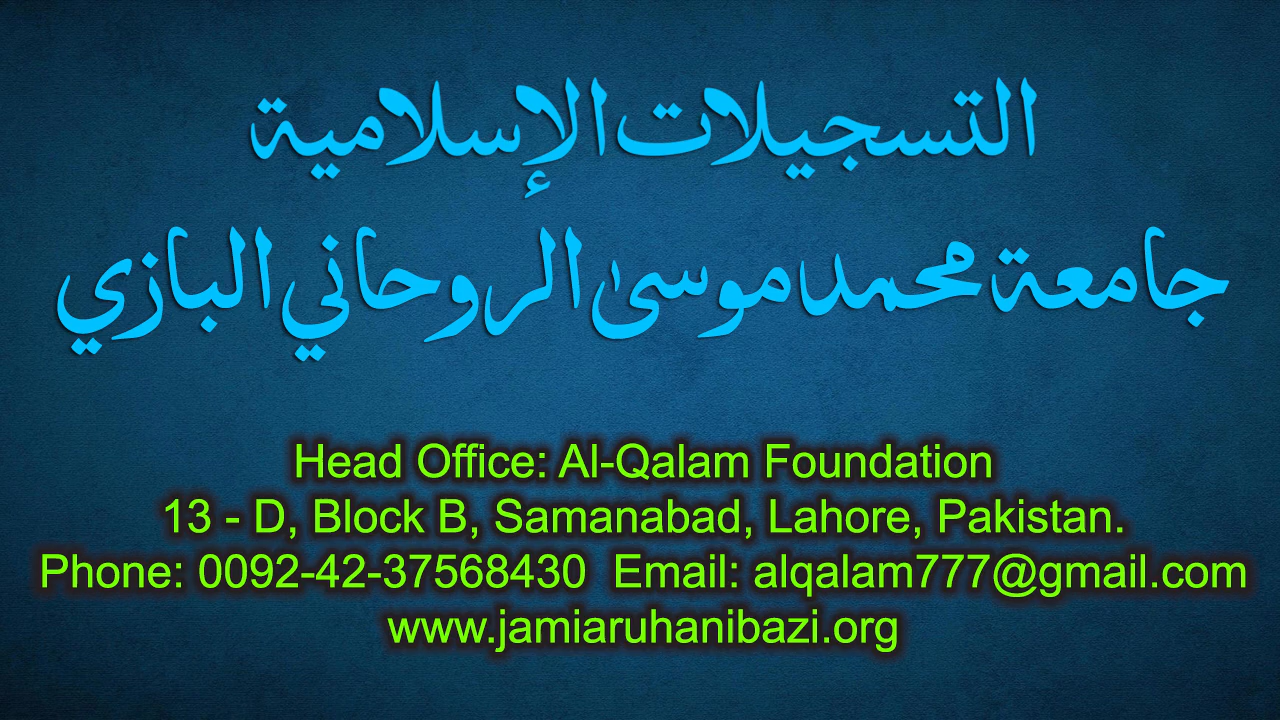 التسجيلات الإسلامية
جامعة محمد موسىٰ الروحاني البازي
Head Office: Al-Qalam Foundation
13 - D, Block B, Samanabad, Lahore, Pakistan.
Phone: 0092-42-37568430 Email: alqalam777@gmail.com
www.jamiaruhanibazi.org